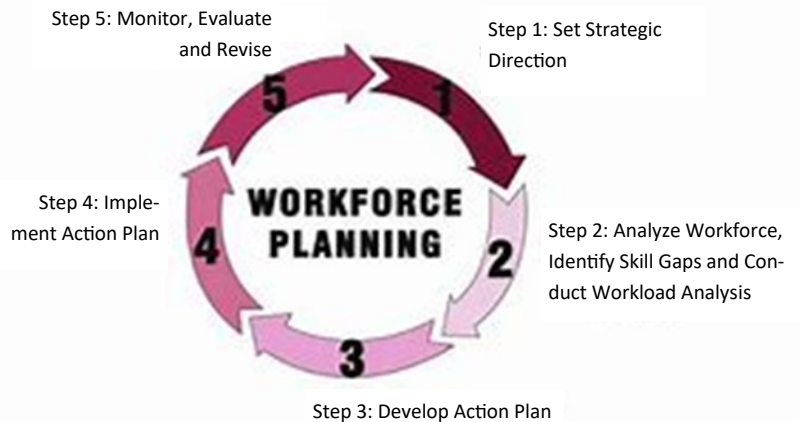 Step 5: Monitor, Evaluate
and Revise
Step 1: Set Strategic
Direction
5
1
WORKFORCE
PLANNING
Step 4: Imple-
ment Action Plan
4
2
Step 2: Analyze Workforce,
Identify Skill Gaps and Con-
duct Workload Analysis
3
Step 3: Develop Action Plan